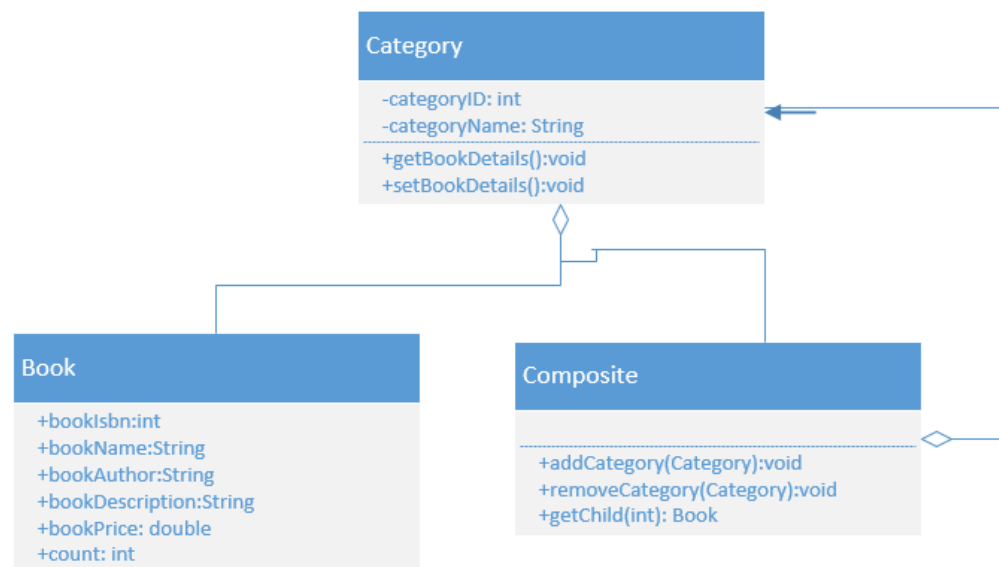 Category
-categoryID: int
-categoryName: String
+getBookDetails():void
+setBookDetails():void
Book
+bookIsbn:int
+bookName:String
+bookAuthor:String
+bookDescription:String
+bookPrice: double
+count: int
Composite
+addCategory(Category):void
+removeCategory(Category):void
+getChild(int): Book